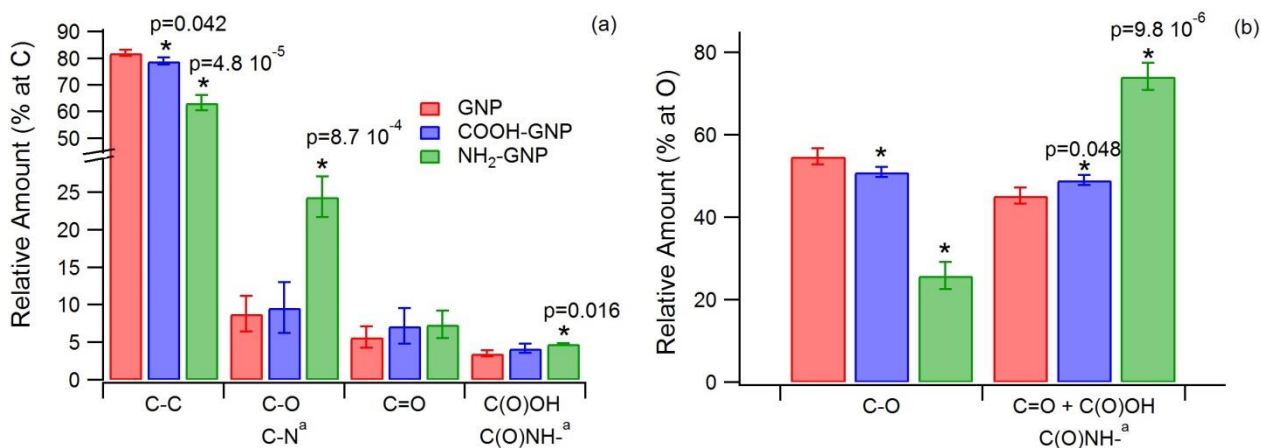 (a)
Relative Amount (% at C)
90
80
70
60
50
25
20
15
10
5
0
p=0.042
*
p=4.8 10⁻⁵
*
p=8.7 10⁻⁴
*
p=0.016
*
GNP
COOH-GNP
NH₂-GNP
C-C
C-O
C=O
C(O)OH
C-Nᵃ
C(O)NH-ᵃ
(b)
Relative Amount (% at O)
80
60
40
20
0
*
*
p=0.048
*
p=9.8 10⁻⁶
*
C-O
C=O + C(O)OH
C(O)NH-ᵃ